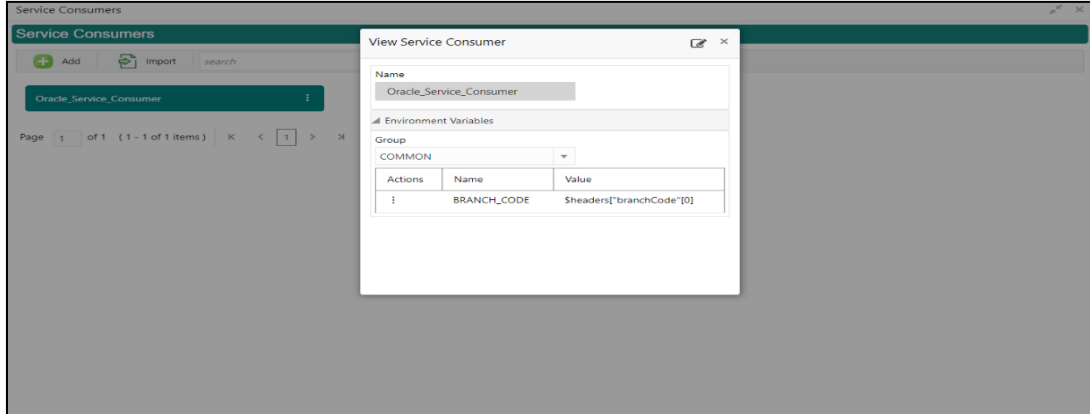 Service Consumers
Service Consumers
Add Import search
Oracle_Service_Consumer
Page 1 of 1 (1 - 1 of 1 items) K < 1 > >|
View Service Consumer
Name
Oracle_Service_Consumer
Environment Variables
Group
COMMON
Actions Name Value
BRANCH_CODE $headers["branchCode"[0]